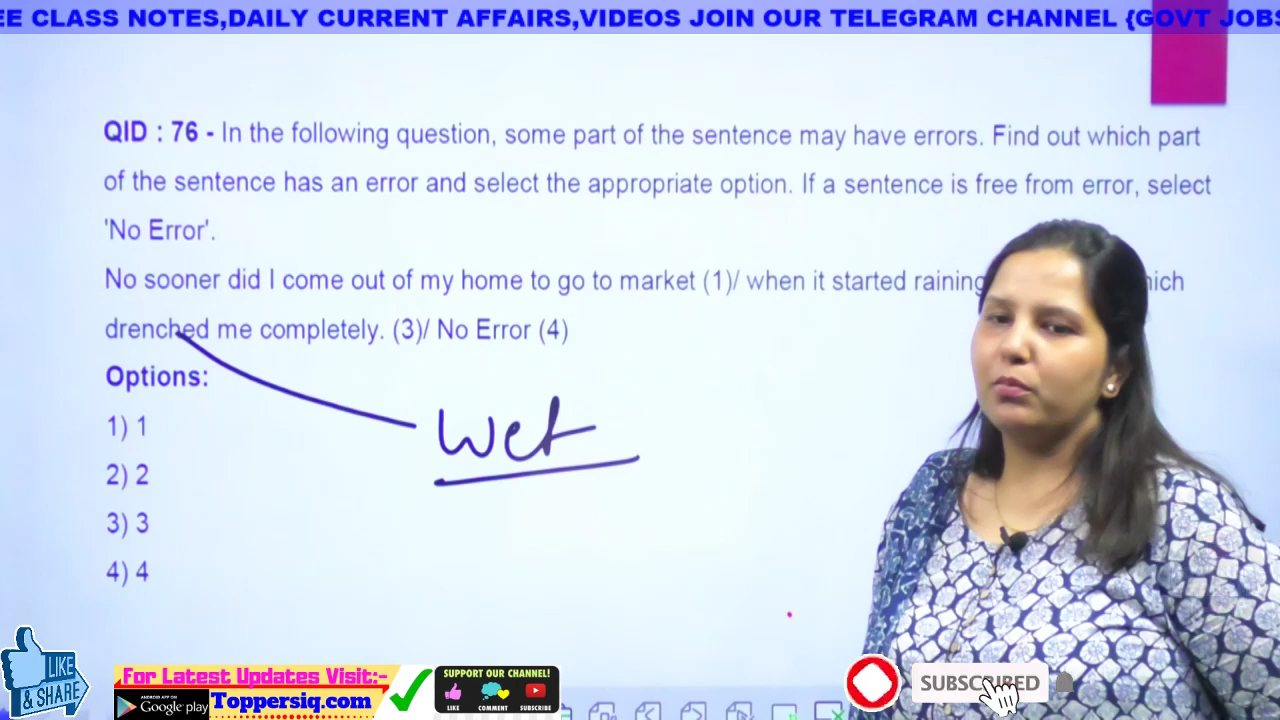 EE CLASS NOTES,DAILY CURRENT AFFAIRS,VIDEOS JOIN OUR TELEGRAM CHANNEL {GOVT JOBS
QID : 76 - In the following question, some part of the sentence may have errors. Find out which part
of the sentence has an error and select the appropriate option. If a sentence is free from error, select
'No Error'.
No sooner did I come out of my home to go to market (1)/ when it started raining
drenched me completely. (3)/ No Error (4)
Options:
1) 1
Wet
2) 2
3) 3
4) 4
LIKE
& SHARE
For Latest Updates Visit:-
ANDROID APP ON
Google play
Toppersiq.com
SUPPORT OUR CHANNEL!
LIKE COMMENT SUBSCRIBE
SUBSCRIBED